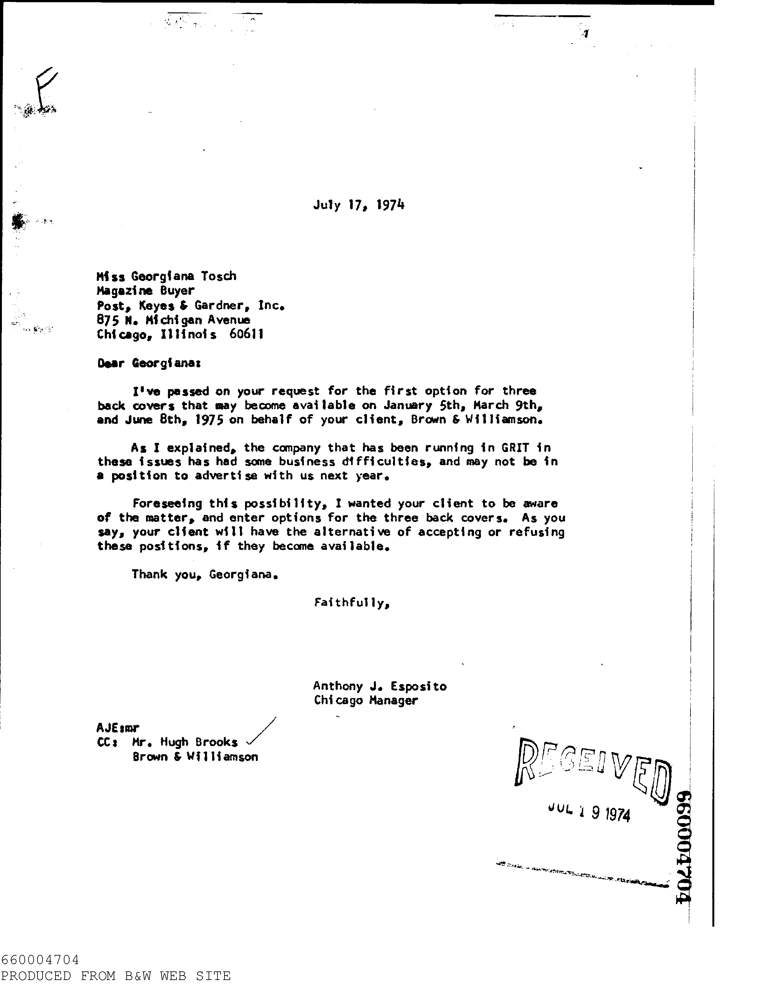 F
July 17, 1974
Miss Georgiana Tosch
Magazine Buyer
Post, Keyes & Gardner, Inc.
875 N. Michigan Avenue
Chicago, Illinois 60611
Dear Georgiana:
I've passed on your request for the first option for three
back covers that may become available on January 5th, March 9th,
and June 8th, 1975 on behalf of your client, Brown & Williamson.
As I explained, the company that has been running in GRIT in
these issues has had some business difficulties, and may not be in
a position to advertise with us next year.
Foreseeing this possibility, I wanted your client to be aware
of the matter, and enter options for the three back covers. As you
say, your client will have the alternative of accepting or refusing
these positions, if they become available.
Thank you, Georgiana.
Faithfully,
Anthony J. Esposito
Chicago Manager
AJE:mr
CC: Mr. Hugh Brooks
Brown & Williamson
RECEIVED
JUL 19 1974
660004704
660004704
PRODUCED FROM B&W WEB SITE